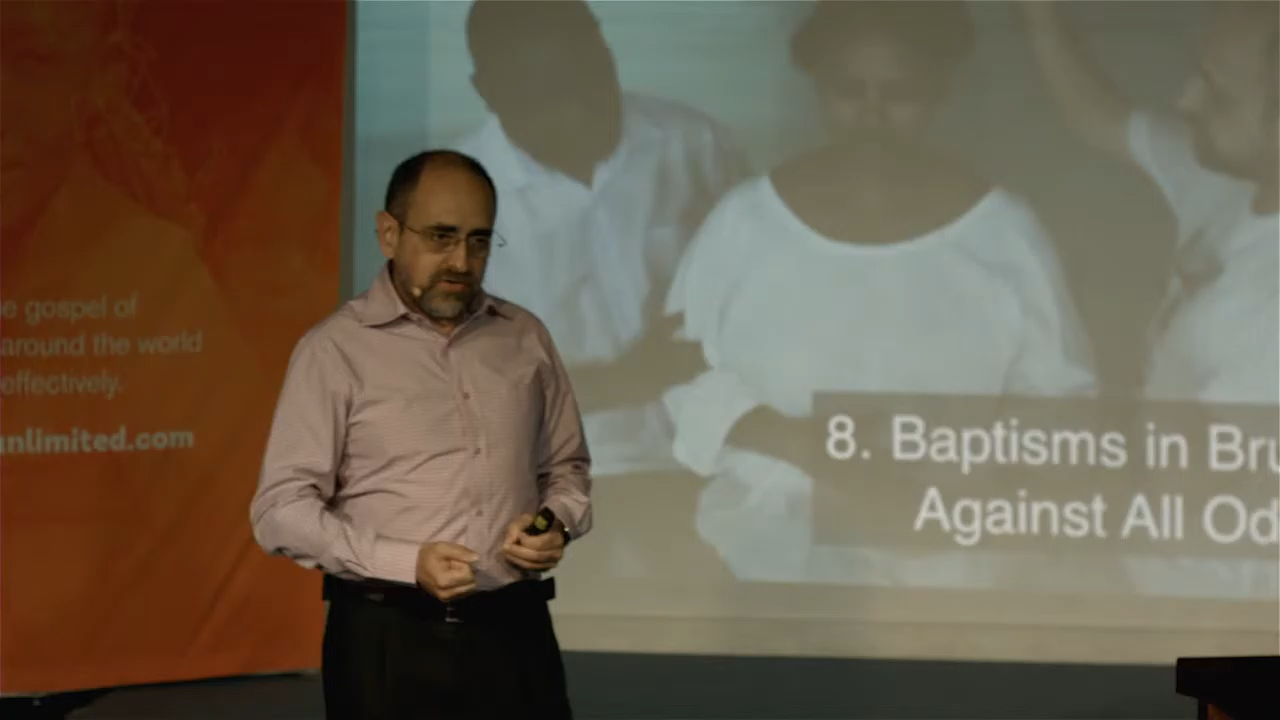 e gospel of
around the world
effectively.
unlimited.com
8. Baptisms in Bru
Against All Od